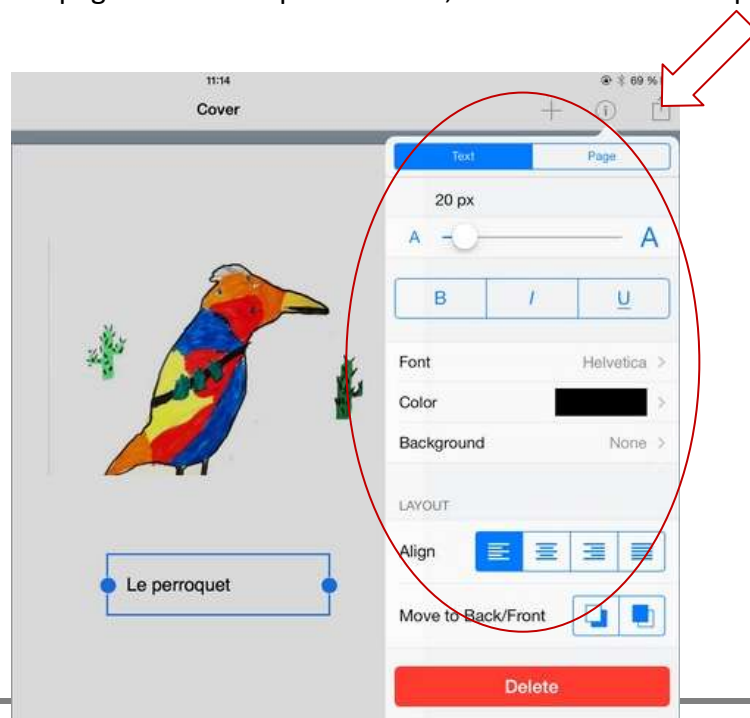 11:14
69 %
Cover
Text Page
20 px
A A
B I U
Font Helvetica >
Color >
Background None >
LAYOUT
Align
Le perroquet
Move to Back/Front
Delete